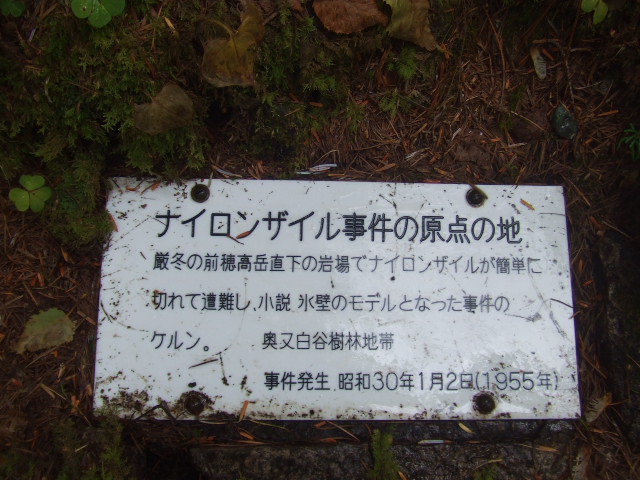 ナイロンザイル事件の原点の地
厳冬の前穂高岳直下の岩場でナイロンザイルが簡単に
切れて遭難し、小説 氷壁のモデルとなった事件の
ケルン。 奥又白谷樹林地帯
事件発生 昭和30年1月2日(1955年)